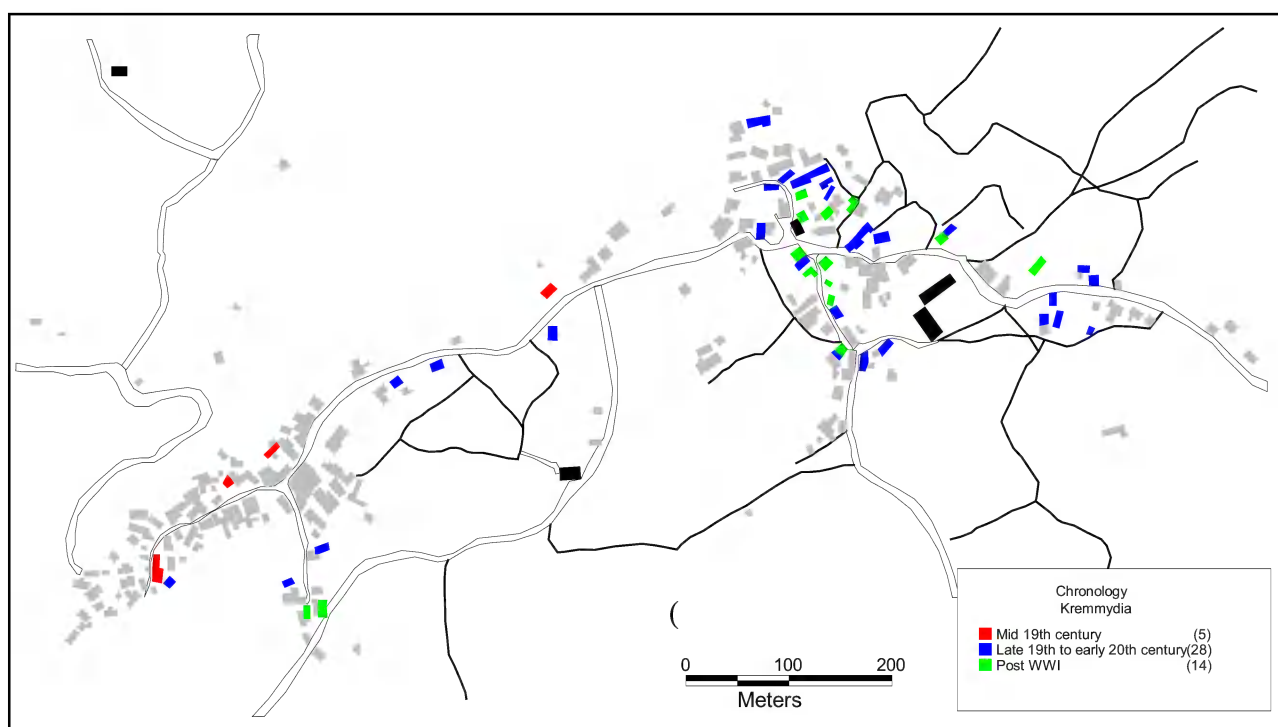 Chronology
Kremmydia
Mid 19th century (5)
Late 19th to early 20th century(28)
Post WWI (14)
(
0 100 200
Meters